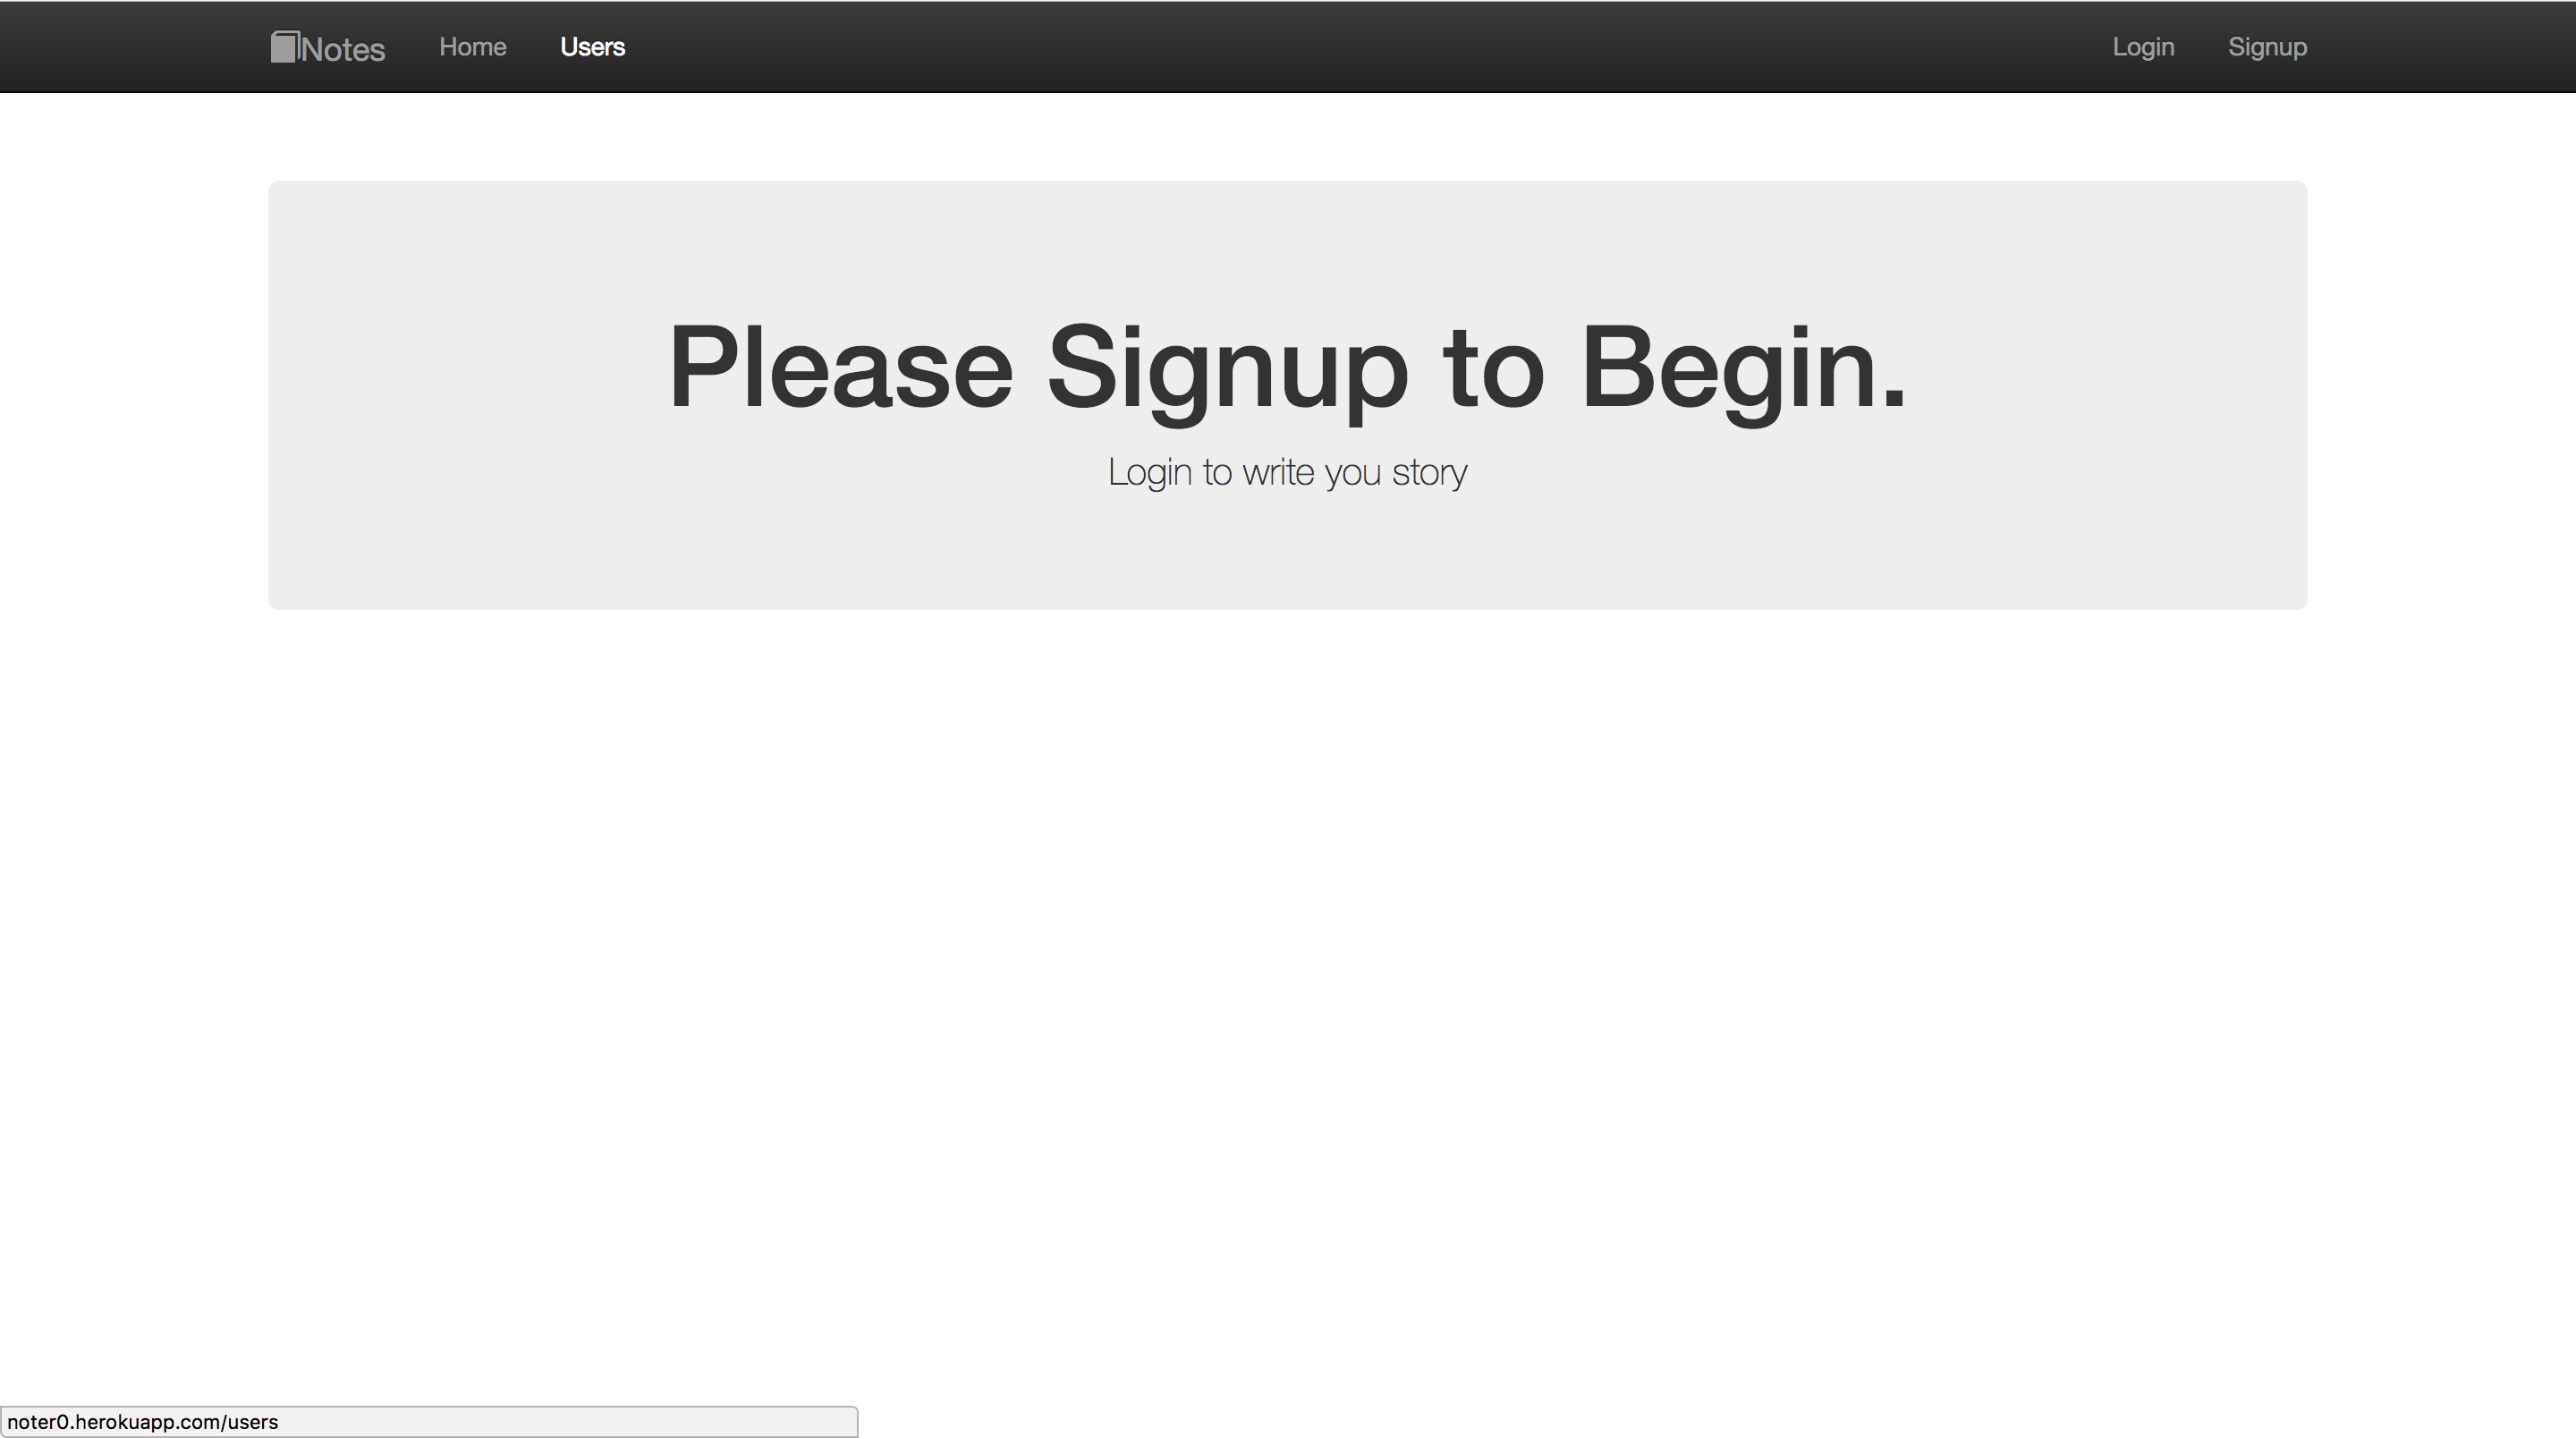 Notes Home Users Login Signup
Please Signup to Begin.
Login to write you story
noter0.herokuapp.com/users